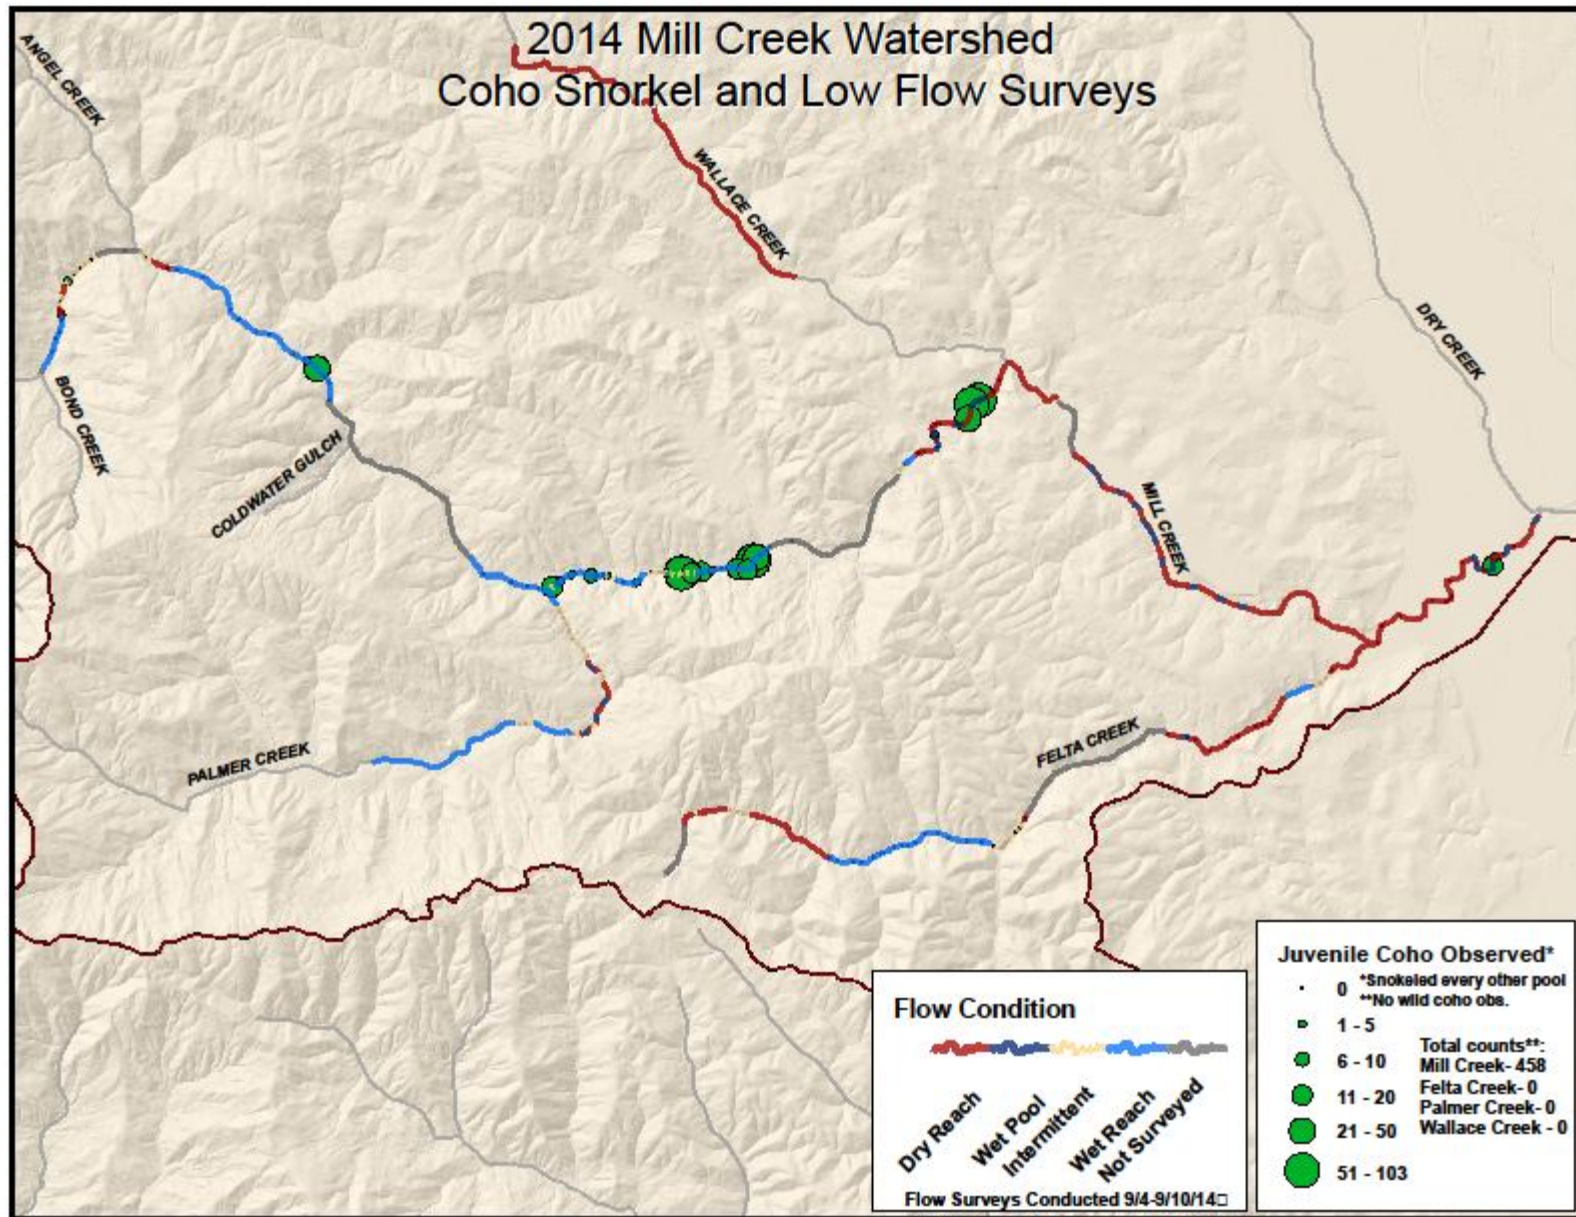 2014 Mill Creek Watershed
Coho Snorkel and Low Flow Surveys
ANGEL CREEK
WALLACE CREEK
DRY CREEK
BOND CREEK
COLDWATER GULCH
MILL CREEK
PALMER CREEK
FELTA CREEK
Flow Condition
Dry Reach
Wet Pool
Intermittent
Wet Reach
Not Surveyed
Flow Surveys Conducted 9/4-9/10/14□
Juvenile Coho Observed*
0
*Snokeled every other pool
**No wild coho obs.
1 - 5
6 - 10
11 - 20
21 - 50
51 - 103
Total counts**:
Mill Creek- 458
Felta Creek- 0
Palmer Creek- 0
Wallace Creek - 0